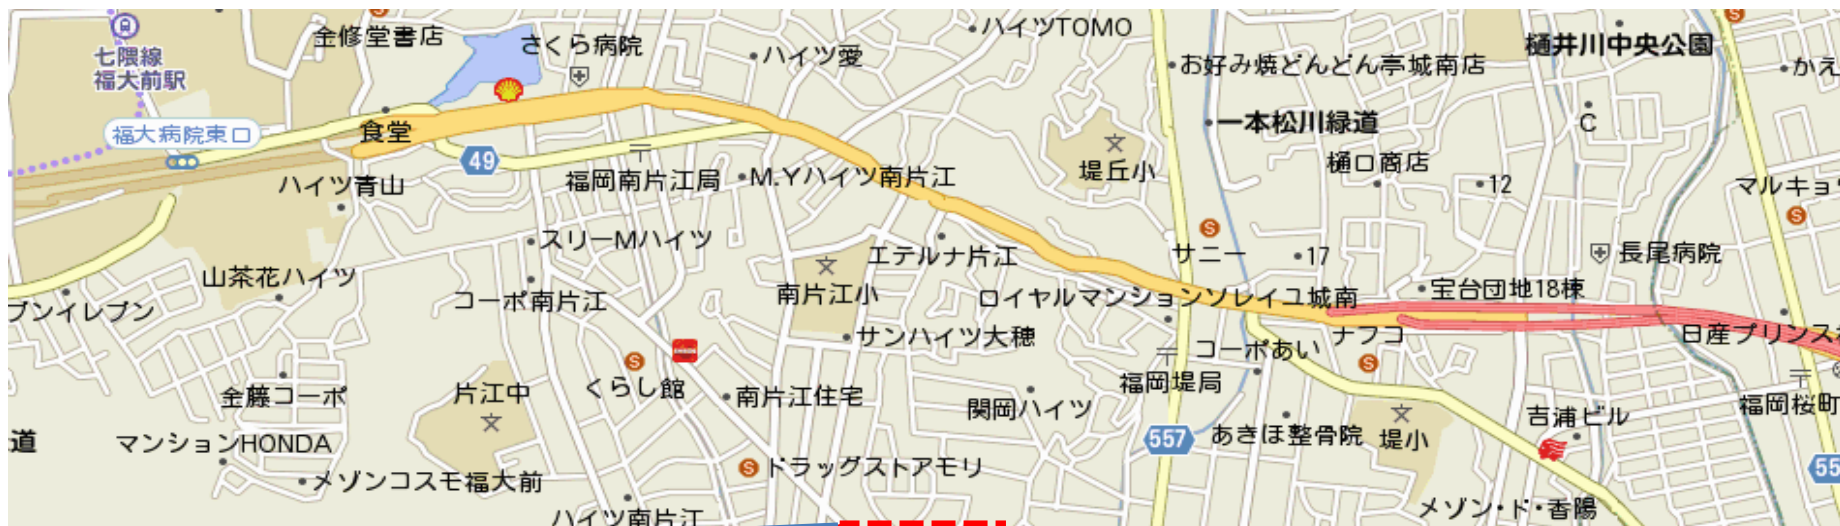 金修堂書店
さくら病院
ハイツ愛
ハイツTOMO
樋井川中央公園
七隈線
福大前駅
お好み焼どんどん亭城南店
かえ
福大病院東口
食堂
一本松川緑道
C
49
樋口商店
ハイツ青山
福岡南片江局
M.Yハイツ南片江
堤丘小
12
マルキョウ
スリーMハイツ
エテルナ片江
サニー
17
長尾病院
山茶花ハイツ
コーポ南片江
南片江小
ロイヤルマンションソレイユ城南
宝台団地18棟
ブンイレブン
サンハイツ大穂
ナフコ
日産プリンス
コーポあい
金藤コーポ
片江中
くらし館
南片江住宅
関岡ハイツ
福岡堤局
福岡桜町
吉浦ビル
道
マンションHONDA
557
あきほ整骨院
堤小
メゾンコスモ福大前
ドラッグストアモリ
55
ハイツ南片江
メゾン・ド・香陽